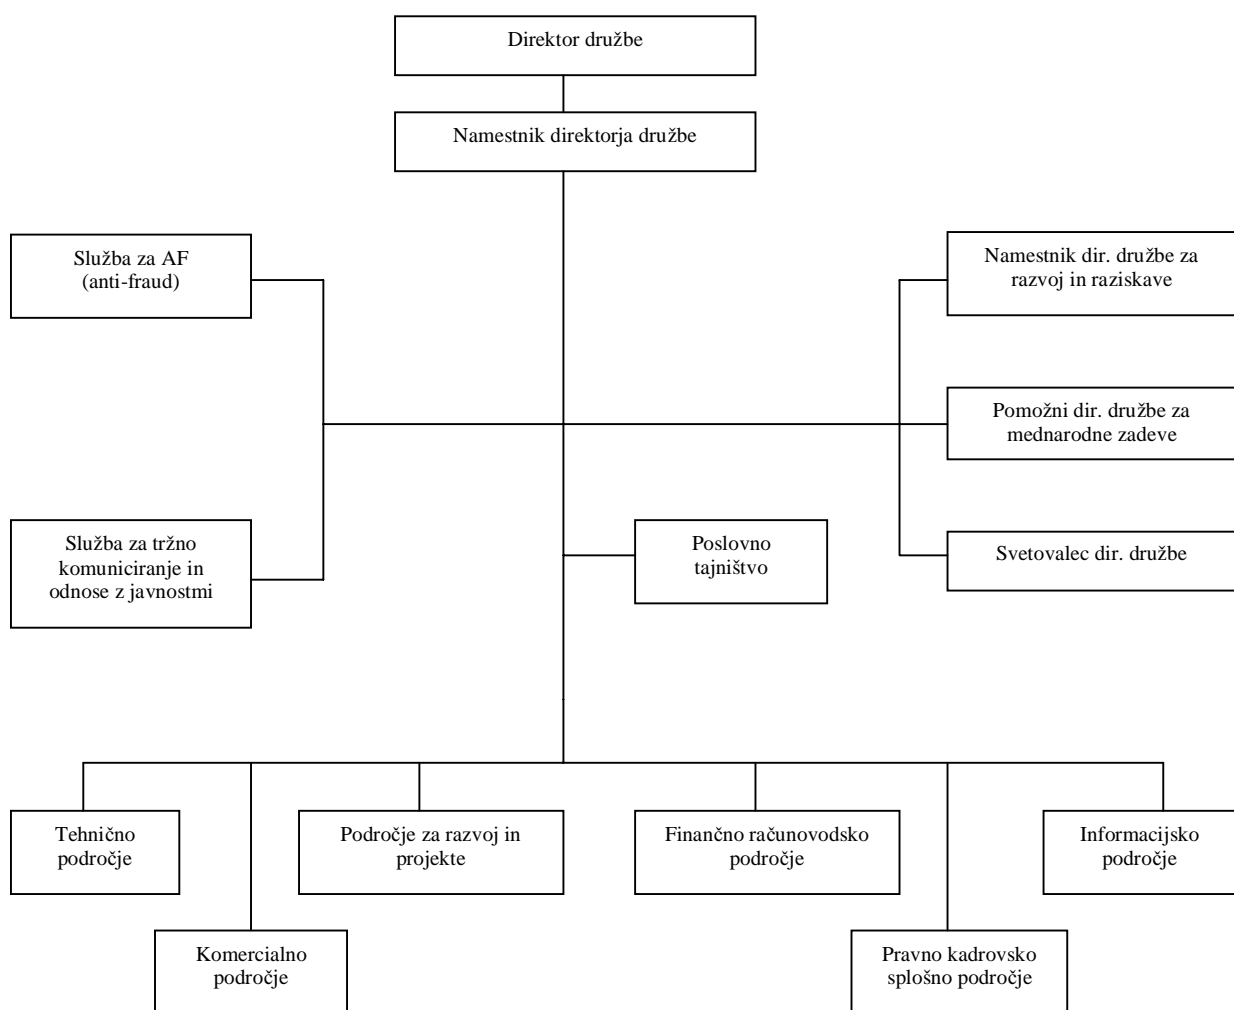 Direktor družbe
Namestnik direktorja družbe
Služba za AF
(anti-fraud)
Namestnik dir. družbe za
razvoj in raziskave
Pomožni dir. družbe za
mednarodne zadeve
Služba za tržno
komuniciranje in
odnose z javnostmi
Poslovno
tajništvo
Svetovalec dir. družbe
Tehnično
področje
Področje za razvoj in
projekte
Finančno računovodsko
področje
Informacijsko
področje
Komercialno
področje
Pravno kadrovsko
splošno področje